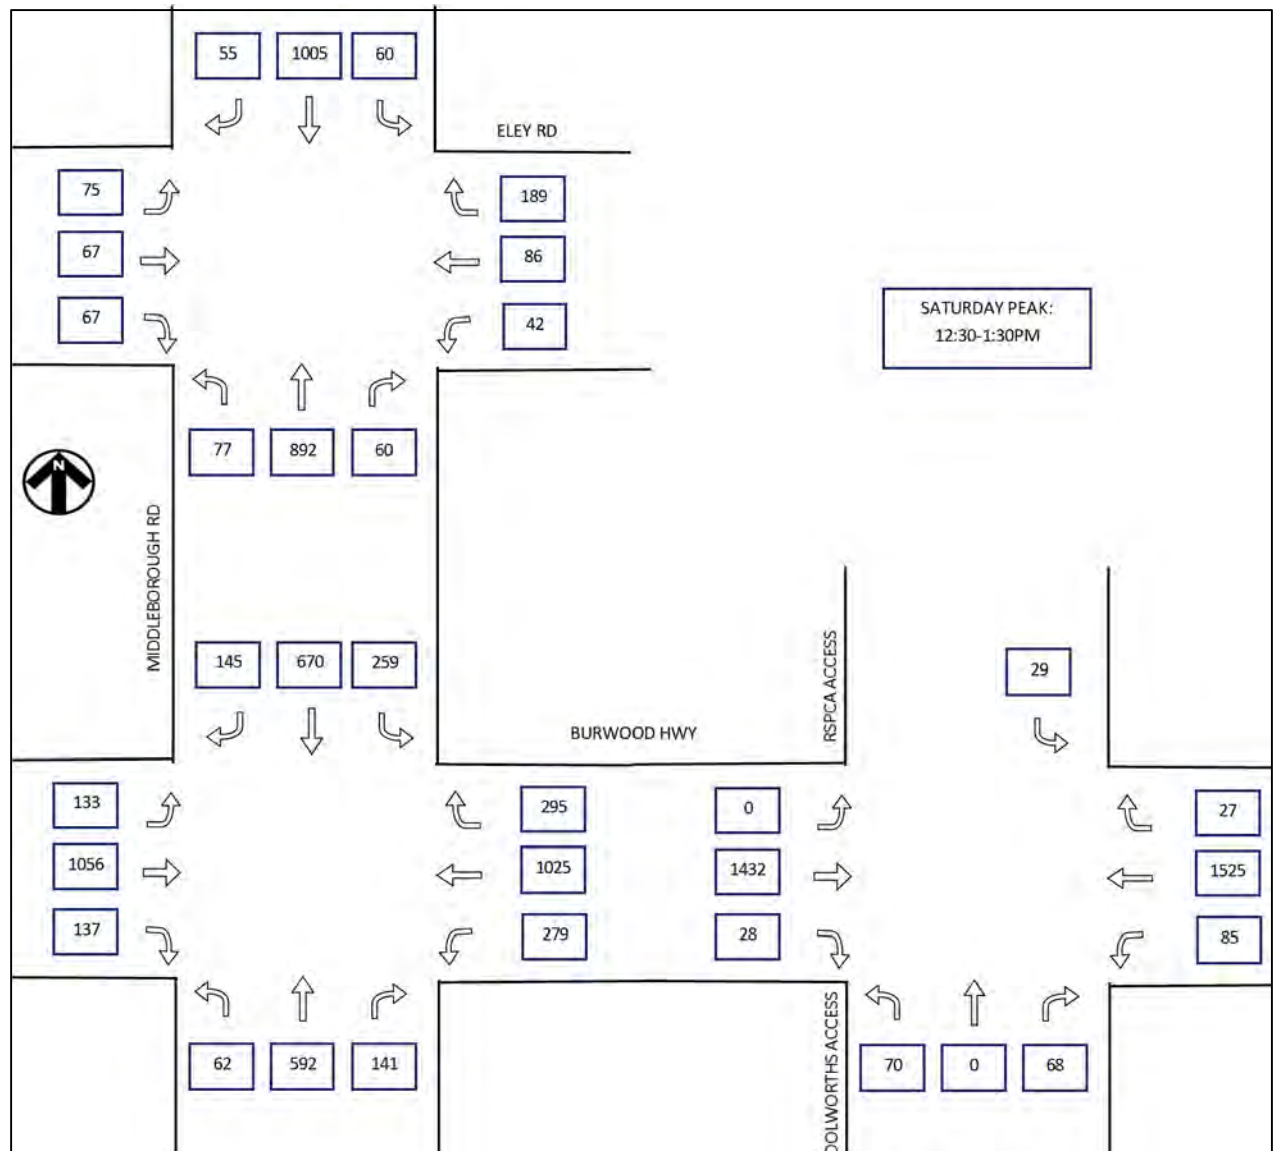 55 1005 60
ELEY RD
75 189
67 86
67 42
SATURDAY PEAK:
12:30-1:30PM
77 892 60
N
MIDDLEBOROUGH RD
145 670 259
RSPCA ACCESS
29
BURWOOD HWY
133 295 0 27
1056 1025 1432 1525
137 279 28 85
62 592 141 70 0 68
OOLWORTHS ACCESS